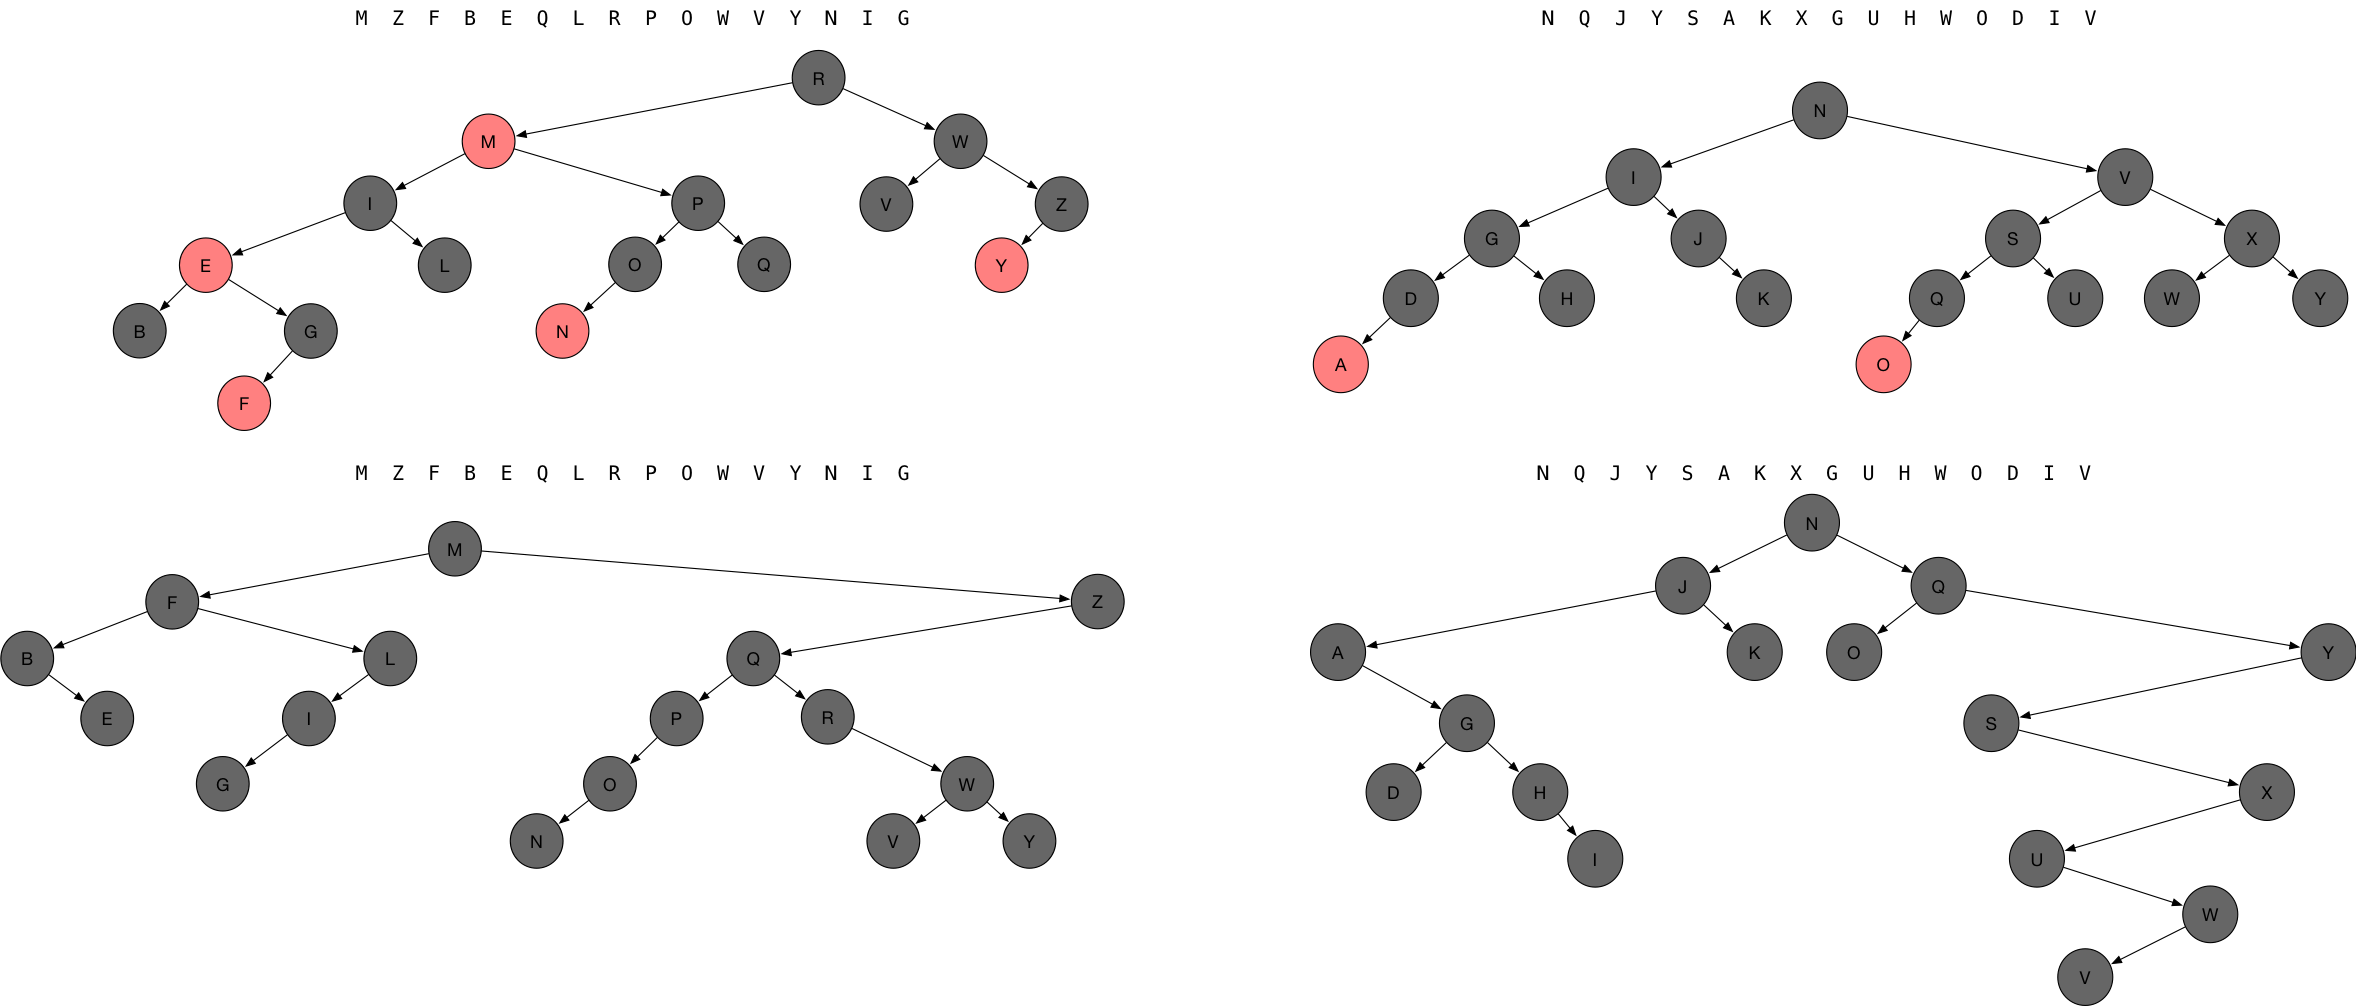 M Z F B E Q L R P O W V Y N I G
R
M W
I P V Z
E L O Q Y
B G N
F
N Q J Y S A K X G U H W O D I V
N
I V
G J S X
D H K Q U W Y
A O
M Z F B E Q L R P O W V Y N I G
M
F Z
B L Q
E I P R
G O W
N V Y
N Q J Y S A K X G U H W O D I V
N
J Q
A K O Y
G S
D H X
I U
W
V